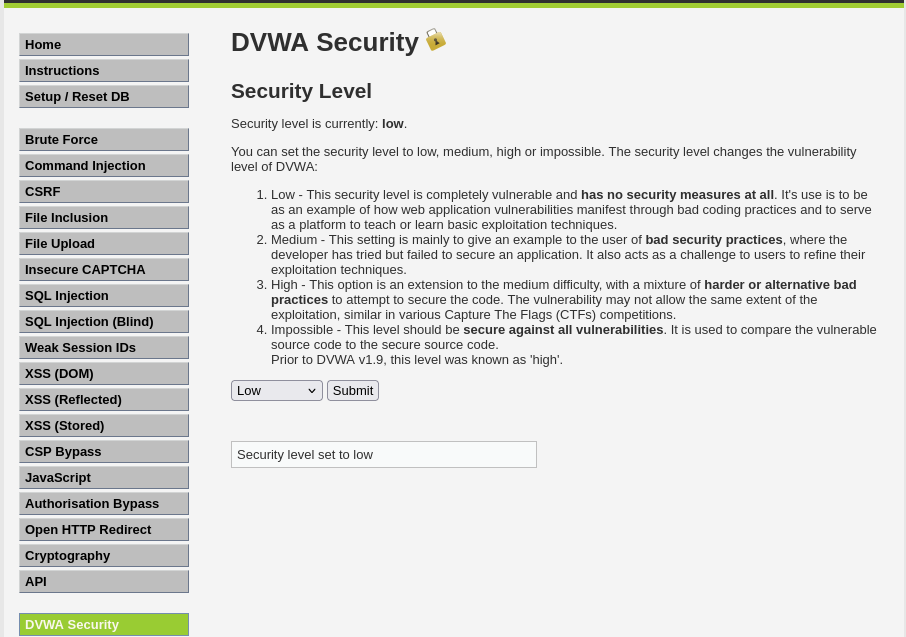 Home
Instructions
Setup / Reset DB
Brute Force
Command Injection
CSRF
File Inclusion
File Upload
Insecure CAPTCHA
SQL Injection
SQL Injection (Blind)
Weak Session IDs
XSS (DOM)
XSS (Reflected)
XSS (Stored)
CSP Bypass
JavaScript
Authorisation Bypass
Open HTTP Redirect
Cryptography
API
DVWA Security
DVWA Security
Security Level
Security level is currently: low.
You can set the security level to low, medium, high or impossible. The security level changes the vulnerability
level of DVWA:
1. Low - This security level is completely vulnerable and has no security measures at all. It's use is to be
as an example of how web application vulnerabilities manifest through bad coding practices and to serve
as a platform to teach or learn basic exploitation techniques.
2. Medium - This setting is mainly to give an example to the user of bad security practices, where the
developer has tried but failed to secure an application. It also acts as a challenge to users to refine their
exploitation techniques.
3. High - This option is an extension to the medium difficulty, with a mixture of harder or alternative bad
practices to attempt to secure the code. The vulnerability may not allow the same extent of the
exploitation, similar in various Capture The Flags (CTFs) competitions.
4. Impossible - This level should be secure against all vulnerabilities. It is used to compare the vulnerable
source code to the secure source code.
Prior to DVWA v1.9, this level was known as 'high'.
Low Submit
Security level set to low